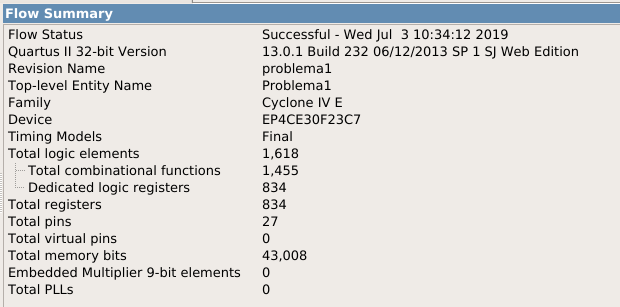 Flow Summary
Flow Status Successful - Wed Jul 3 10:34:12 2019
Quartus II 32-bit Version 13.0.1 Build 232 06/12/2013 SP 1 SJ Web Edition
Revision Name problema1
Top-level Entity Name Problema1
Family Cyclone IV E
Device EP4CE30F23C7
Timing Models Final
Total logic elements 1,618
Total combinational functions 1,455
Dedicated logic registers 834
Total registers 834
Total pins 27
Total virtual pins 0
Total memory bits 43,008
Embedded Multiplier 9-bit elements 0
Total PLLs 0